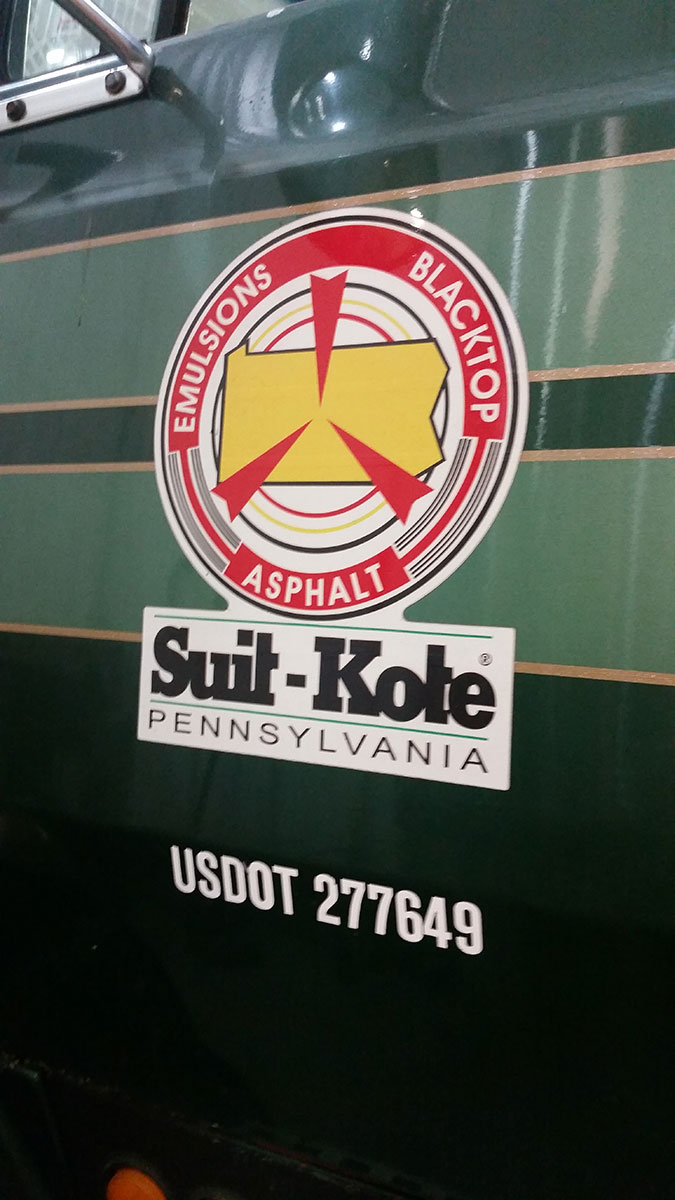 EMULSIONS
BLACKTOP
ASPHALT
Suit-Kote®
PENNSYLVANIA
USDOT 277649